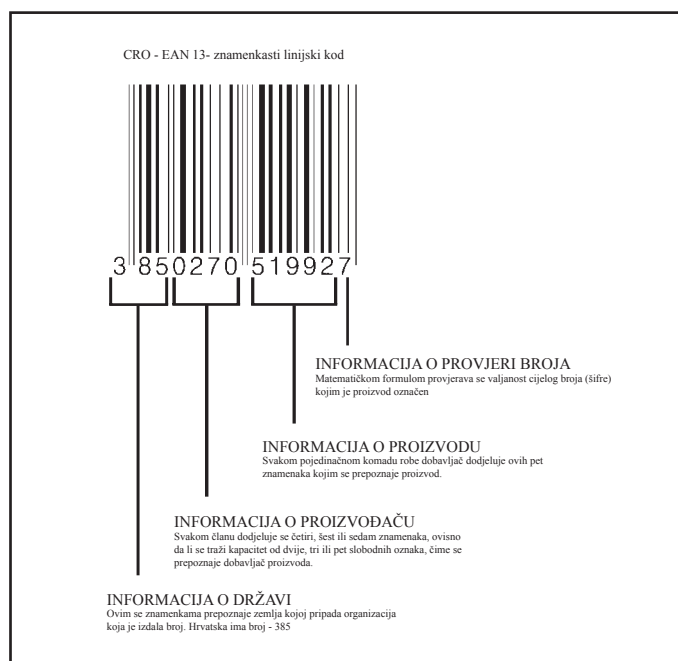 CRO - EAN 13- znamenkasti linijski kod
3 850270 519927
INFORMACIJA O PROVJERI BROJA
Matematičkom formulom provjerava se valjanost cijelog broja (šifre)
kojim je proizvod označen
INFORMACIJA O PROIZVODU
Svakom pojedinačnom komadu robe dobavljač dodjeluje ovih pet
znamenaka kojim se prepoznaje proizvod.
INFORMACIJA O PROIZVOĐAČU
Svakom članu dodjeluje se četiri, šest ili sedam znamenaka, ovisno
da li se traži kapacitet od dvije, tri ili pet slobodnih oznaka, čime se
prepoznaje dobavljač proizvoda.
INFORMACIJA O DRŽAVI
Ovim se znamenkama prepoznaje zemlja kojoj pripada organizacija
koja je izdala broj. Hrvatska ima broj - 385